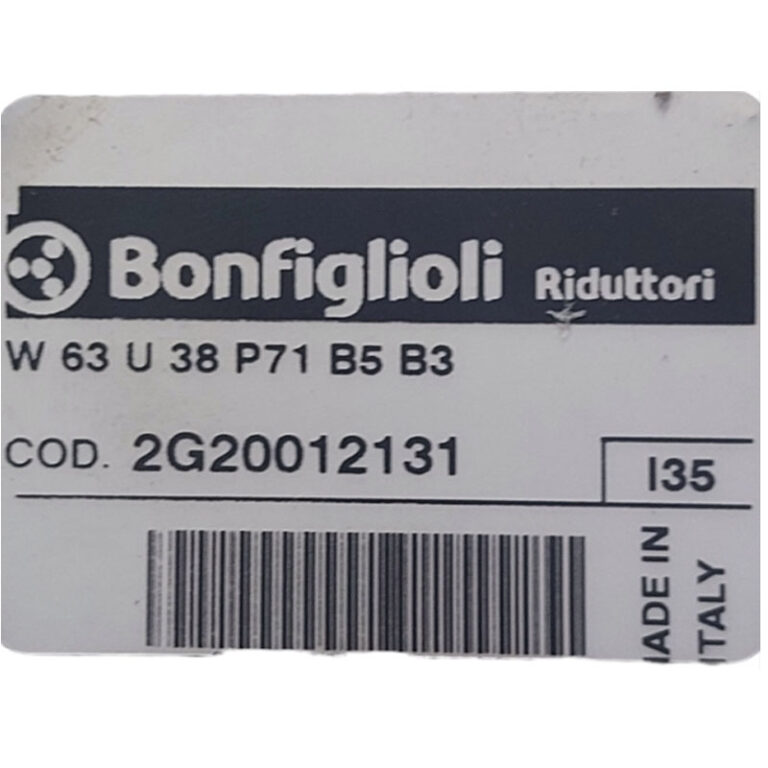 Bonfiglioli Riduttori
W 63 U 38 P71 B5 B3
COD. 2G20012131
I35
MADE IN
ITALY